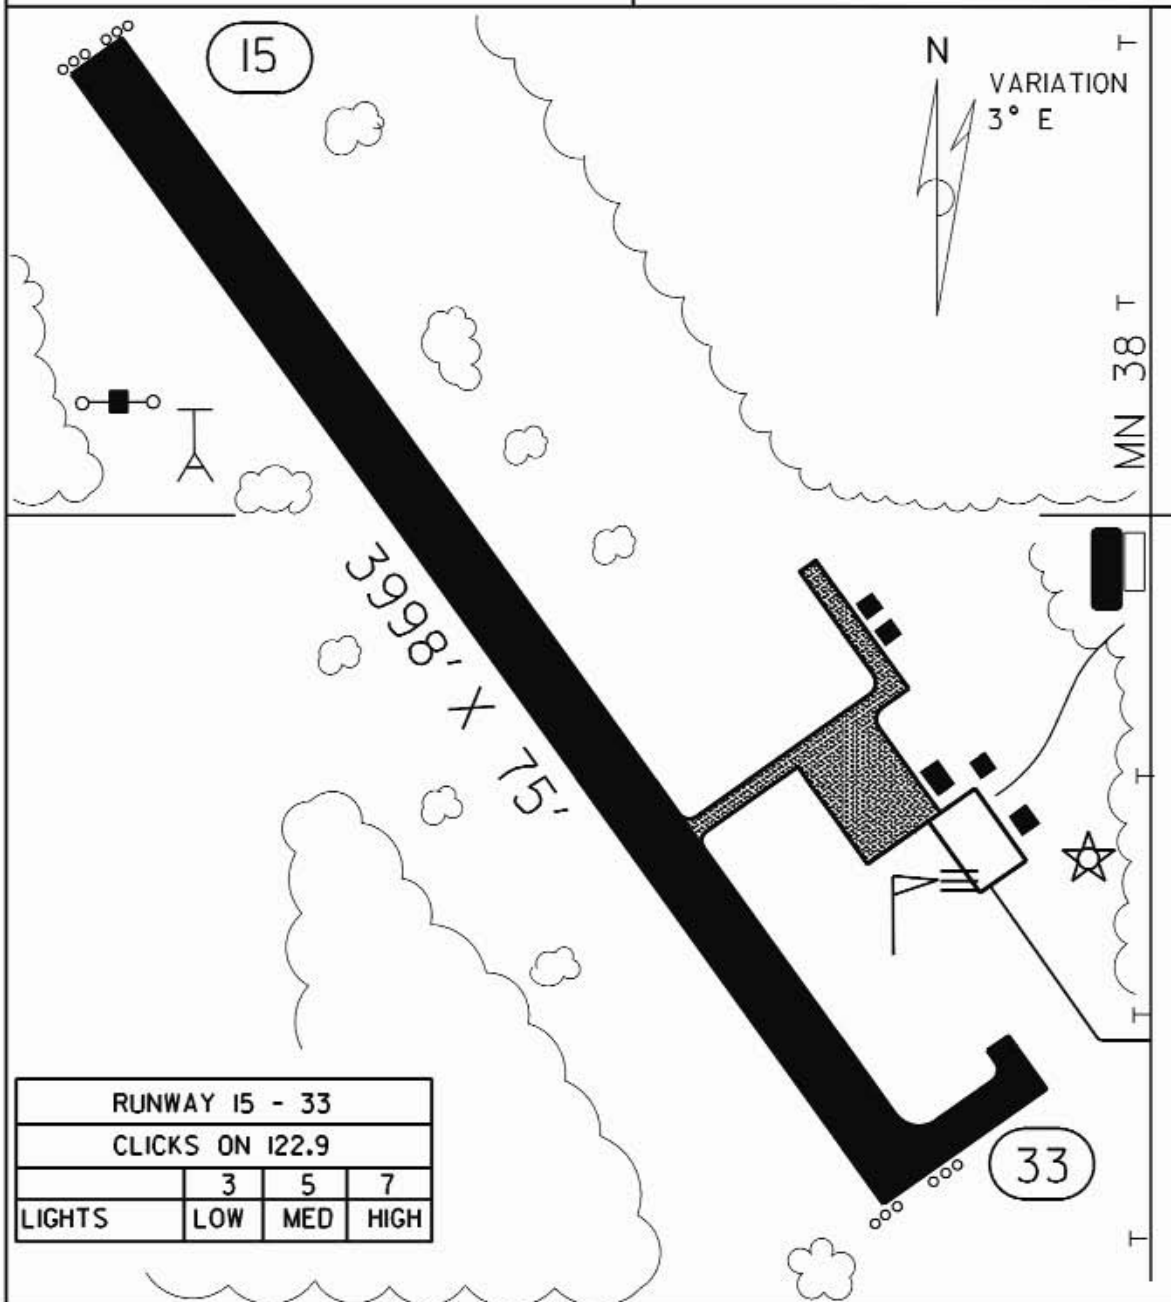 15
N
VARIATION
3° E
MN 38
3998' X 75'
33
RUNWAY 15 - 33
CLICKS ON 122.9
3 5 7
LIGHTS LOW MED HIGH